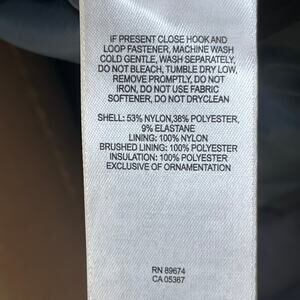 IF PRESENT CLOSE HOOK AND
LOOP FASTENER, MACHINE WASH
COLD GENTLE, WASH SEPARATELY,
DO NOT BLEACH, TUMBLE DRY LOW,
REMOVE PROMPTLY, DO NOT
IRON, DO NOT USE FABRIC
SOFTENER, DO NOT DRYCLEAN
SHELL: 53% NYLON,38% POLYESTER,
9% ELASTANE
LINING: 100% NYLON
BRUSHED LINING: 100% POLYESTER
INSULATION: 100% POLYESTER
EXCLUSIVE OF ORNAMENTATION
RN 89674
CA 05367